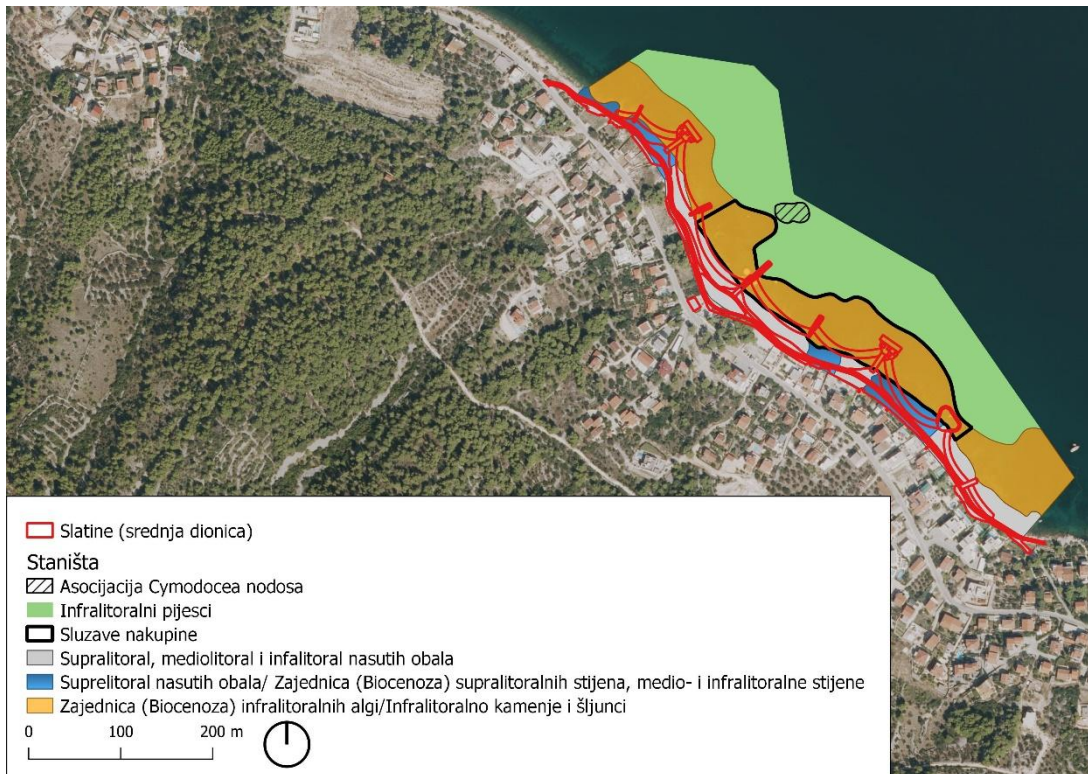 Slatine (srednja dionica)
Staništa
Asocijacija Cymodocea nodosa
Infralitoralni pijesci
Sluzave nakupine
Supralitoral, mediolitoral i infalitoral nasutih obala
Suprelitoral nasutih obala/ Zajednica (Biocenoza) supralitoralnih stijena, medio- i infralitoralne stijene
Zajednica (Biocenoza) infralitoralnih algi/Infralitoralno kamenje i šljunci
0 100 200 m